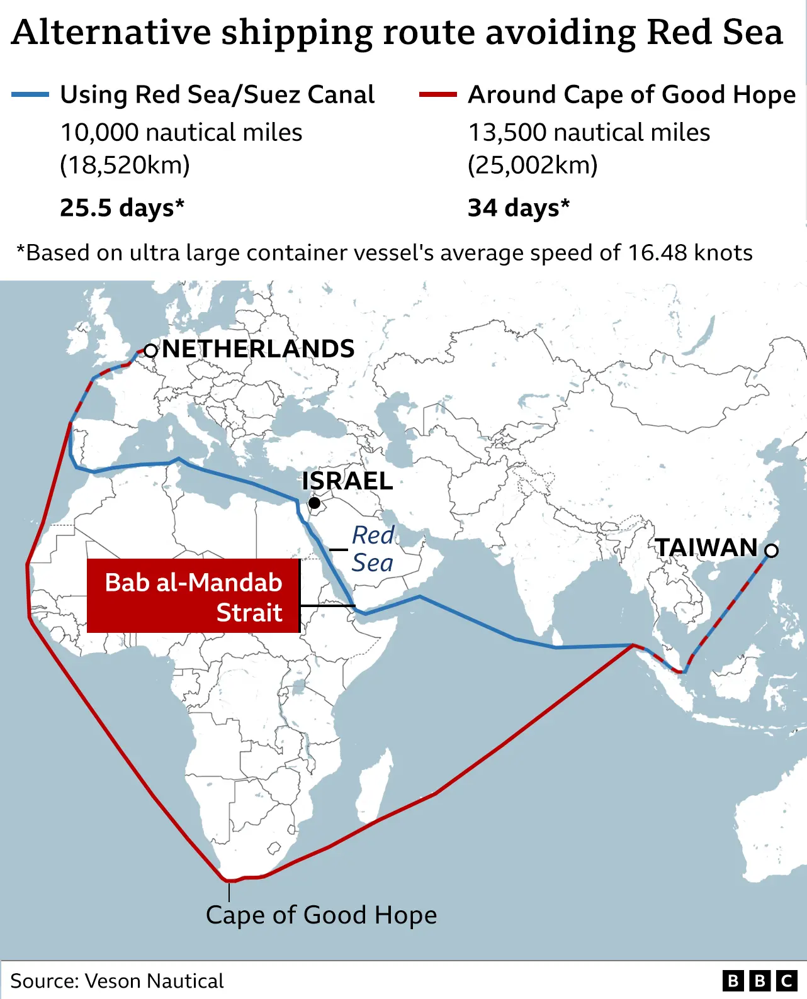 Alternative shipping route avoiding Red Sea
Using Red Sea/Suez Canal
10,000 nautical miles
(18,520km)
25.5 days*
Around Cape of Good Hope
13,500 nautical miles
(25,002km)
34 days*
*Based on ultra large container vessel's average speed of 16.48 knots
NETHERLANDS
ISRAEL
Red
Sea
TAIWAN
Bab al-Mandab
Strait
Cape of Good Hope
Source: Veson Nautical
BBC